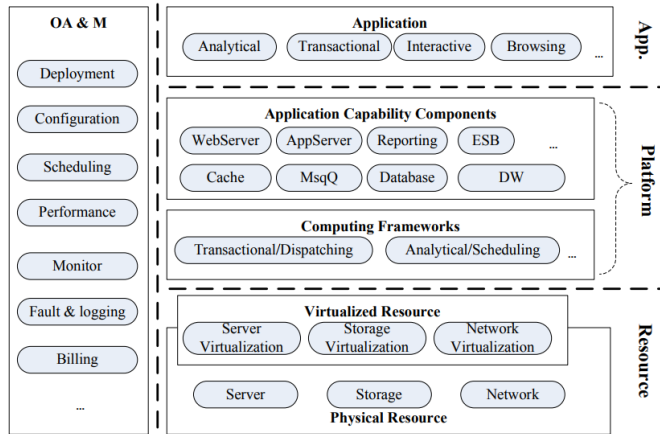 OA & M
Deployment
Configuration
Scheduling
Performance
Monitor
Fault & logging
Billing
...
Application
Analytical
Transactional
Interactive
Browsing
...
App.
Application Capability Components
WebServer
AppServer
Reporting
ESB
...
Cache
MsqQ
Database
DW
Computing Frameworks
Transactional/Dispatching
Analytical/Scheduling
...
Platform
Virtualized Resource
Server
Virtualization
Storage
Virtualization
Network
Virtualization
Server
Storage
Network
Physical Resource
Resource